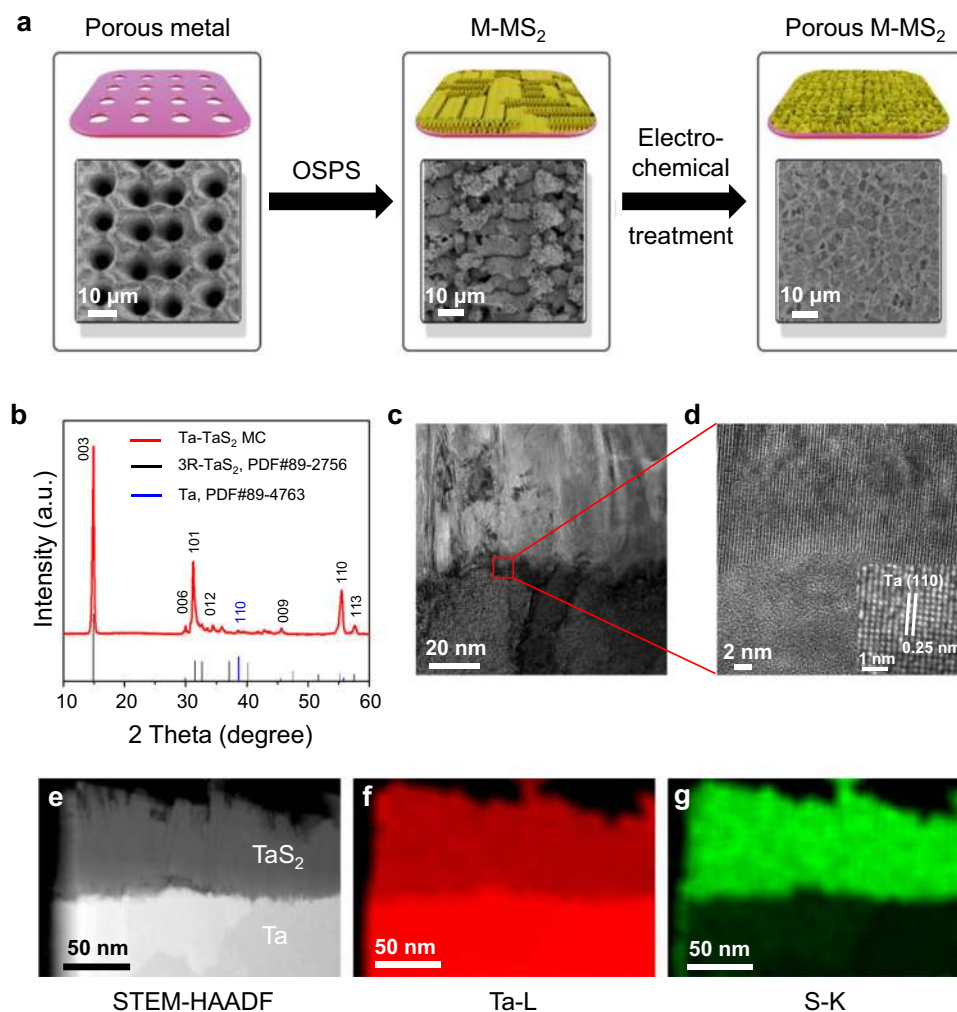 a
Porous metal
M-MS₂
Porous M-MS₂
OSPS
Electro-
chemical
treatment
10 µm
10 µm
10 µm
b
Intensity (a.u.)
003
006
101
012
110
009
110
113
Ta-TaS₂ MC
3R-TaS₂, PDF#89-2756
Ta, PDF#89-4763
10 20 30 40 50 60
2 Theta (degree)
c
20 nm
d
2 nm
Ta (110)
0.25 nm
1 nm
e
TaS₂
Ta
50 nm
STEM-HAADF
f
50 nm
Ta-L
g
50 nm
S-K